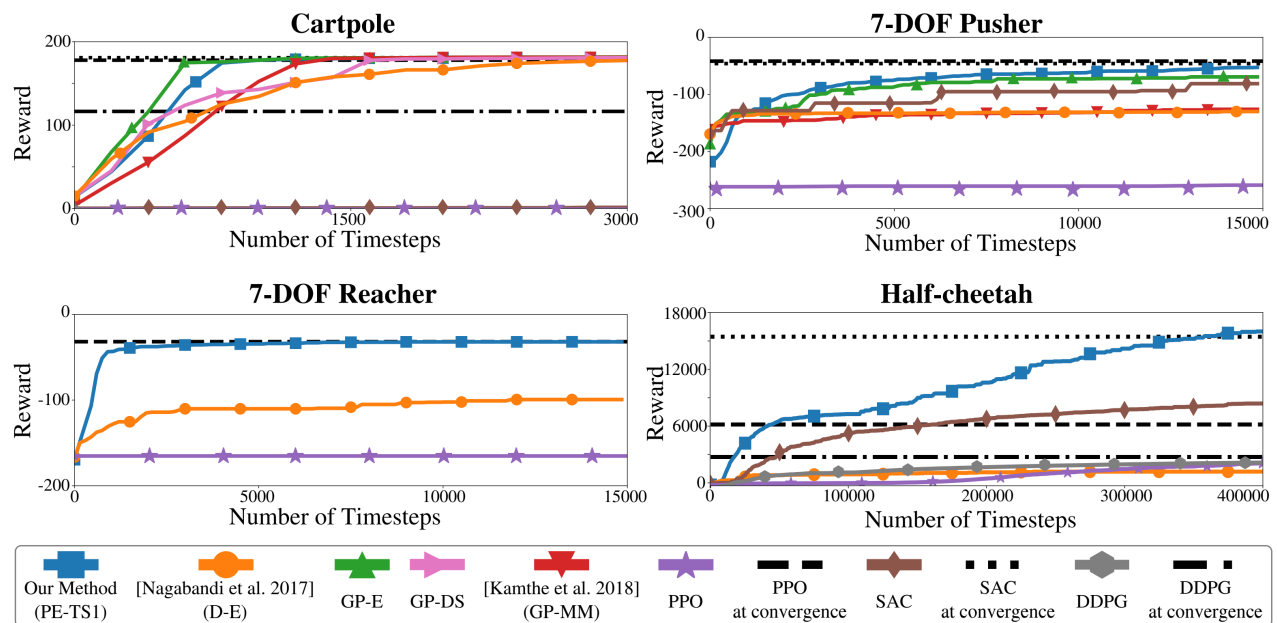 Cartpole
200
100
0
Reward
0
1500
3000
Number of Timesteps
7-DOF Pusher
0
-100
-200
-300
Reward
0
5000
10000
15000
Number of Timesteps
7-DOF Reacher
0
-100
-200
Reward
0
5000
10000
15000
Number of Timesteps
Half-cheetah
18000
12000
6000
0
Reward
0
100000
200000
300000
400000
Number of Timesteps
Our Method
(PE-TS1)
[Nagabandi et al. 2017]
(D-E)
GP-E
GP-DS
[Kamthe et al. 2018]
(GP-MM)
PPO
PPO
at convergence
SAC
SAC
at convergence
DDPG
DDPG
at convergence